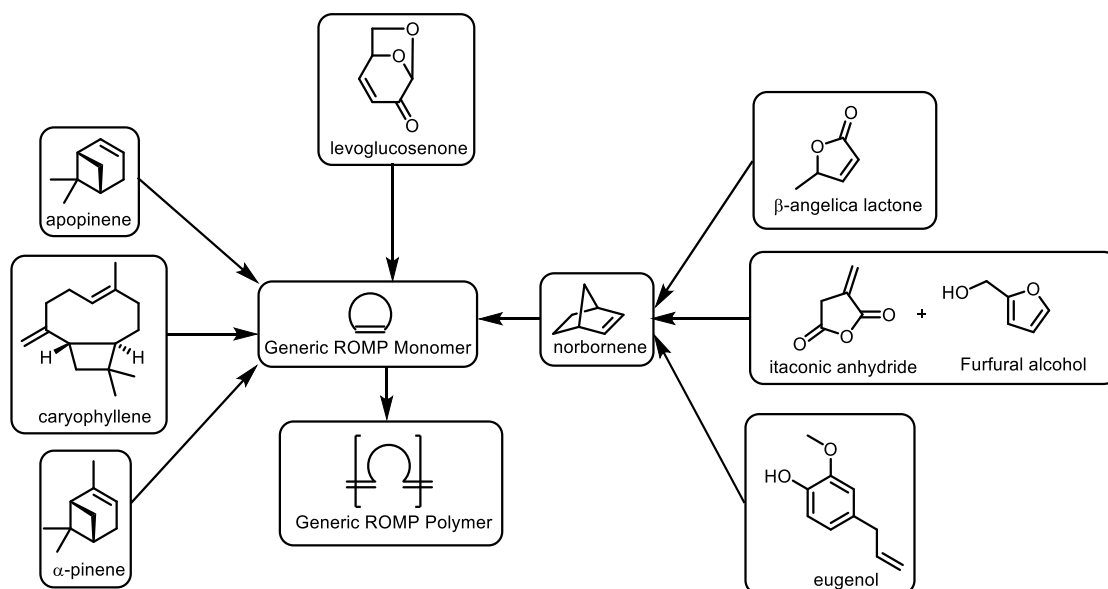 O
O
O
levoglucosenone
apopinene
O
O
β-angelica lactone
H
H
caryophyllene
Generic ROMP Monomer
norbornene
O
O
O
itaconic anhydride
+
HO
O
Furfural alcohol
Generic ROMP Polymer
α-pinene
O
HO
eugenol